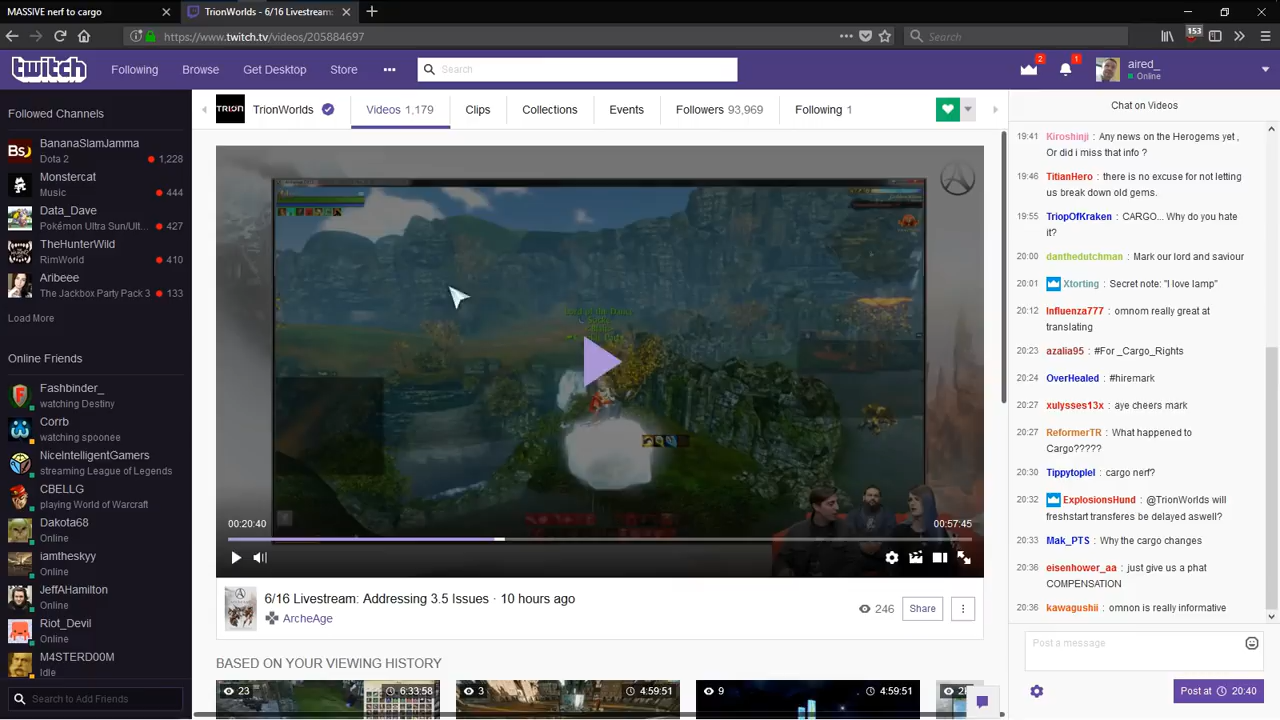 MASSIVE nerf to cargo
TrionWorlds - 6/16 Livestream:
https://www.twitch.tv/videos/205884697
Search
153
twitch
Following
Browse
Get Desktop
Store
Search
2
1
aired_
Online
Followed Channels
BananaSlamJamma
Dota 2
1,228
Monstercat
Music
444
Data_Dave
Pokémon Ultra Sun/Ult...
427
TheHunterWild
RimWorld
410
Aribeee
The Jackbox Party Pack 3
133
Load More
Online Friends
Fashbinder_
watching Destiny
Corrb
watching spoonee
NiceIntelligentGamers
streaming League of Legends
CBELLG
playing World of Warcraft
Dakota68
Online
iamtheskyy
Online
JeffAHamilton
Online
Riot_Devil
Online
M4STERD00M
Idle
Search to Add Friends
TRION
TrionWorlds
Videos 1,179
Clips
Collections
Events
Followers 93,969
Following 1
00:20:40
00:57:45
6/16 Livestream: Addressing 3.5 Issues · 10 hours ago
ArcheAge
246
Share
BASED ON YOUR VIEWING HISTORY
23
6:33:58
3
4:59:51
9
4:59:51
28
Chat on Videos
19:41 Kiroshinji : Any news on the Herogems yet ,
Or did i miss that info ?
19:46 TitianHero : there is no excuse for not letting
us break down old gems.
19:55 TriopOfKraken : CARGO... Why do you hate
it?
20:00 danthedutchman : Mark our lord and saviour
20:01 Xtorting : Secret note: "I love lamp"
20:12 Influenza777 : omnom really great at
translating
20:23 azalia95 : #For _Cargo_Rights
20:24 OverHealed : #hiremark
20:27 xulysses13x : aye cheers mark
20:27 ReformerTR : What happened to
Cargo?????
20:30 Tippytoplel : cargo nerf?
20:32 ExplosionsHund : @TrionWorlds will
freshstart transferes be delayed aswell?
20:33 Mak_PTS : Why the cargo changes
20:36 eisenhower_aa : just give us a phat
COMPENSATION
20:36 kawagushii : omnon is really informative
Post a message
Post at 20:40